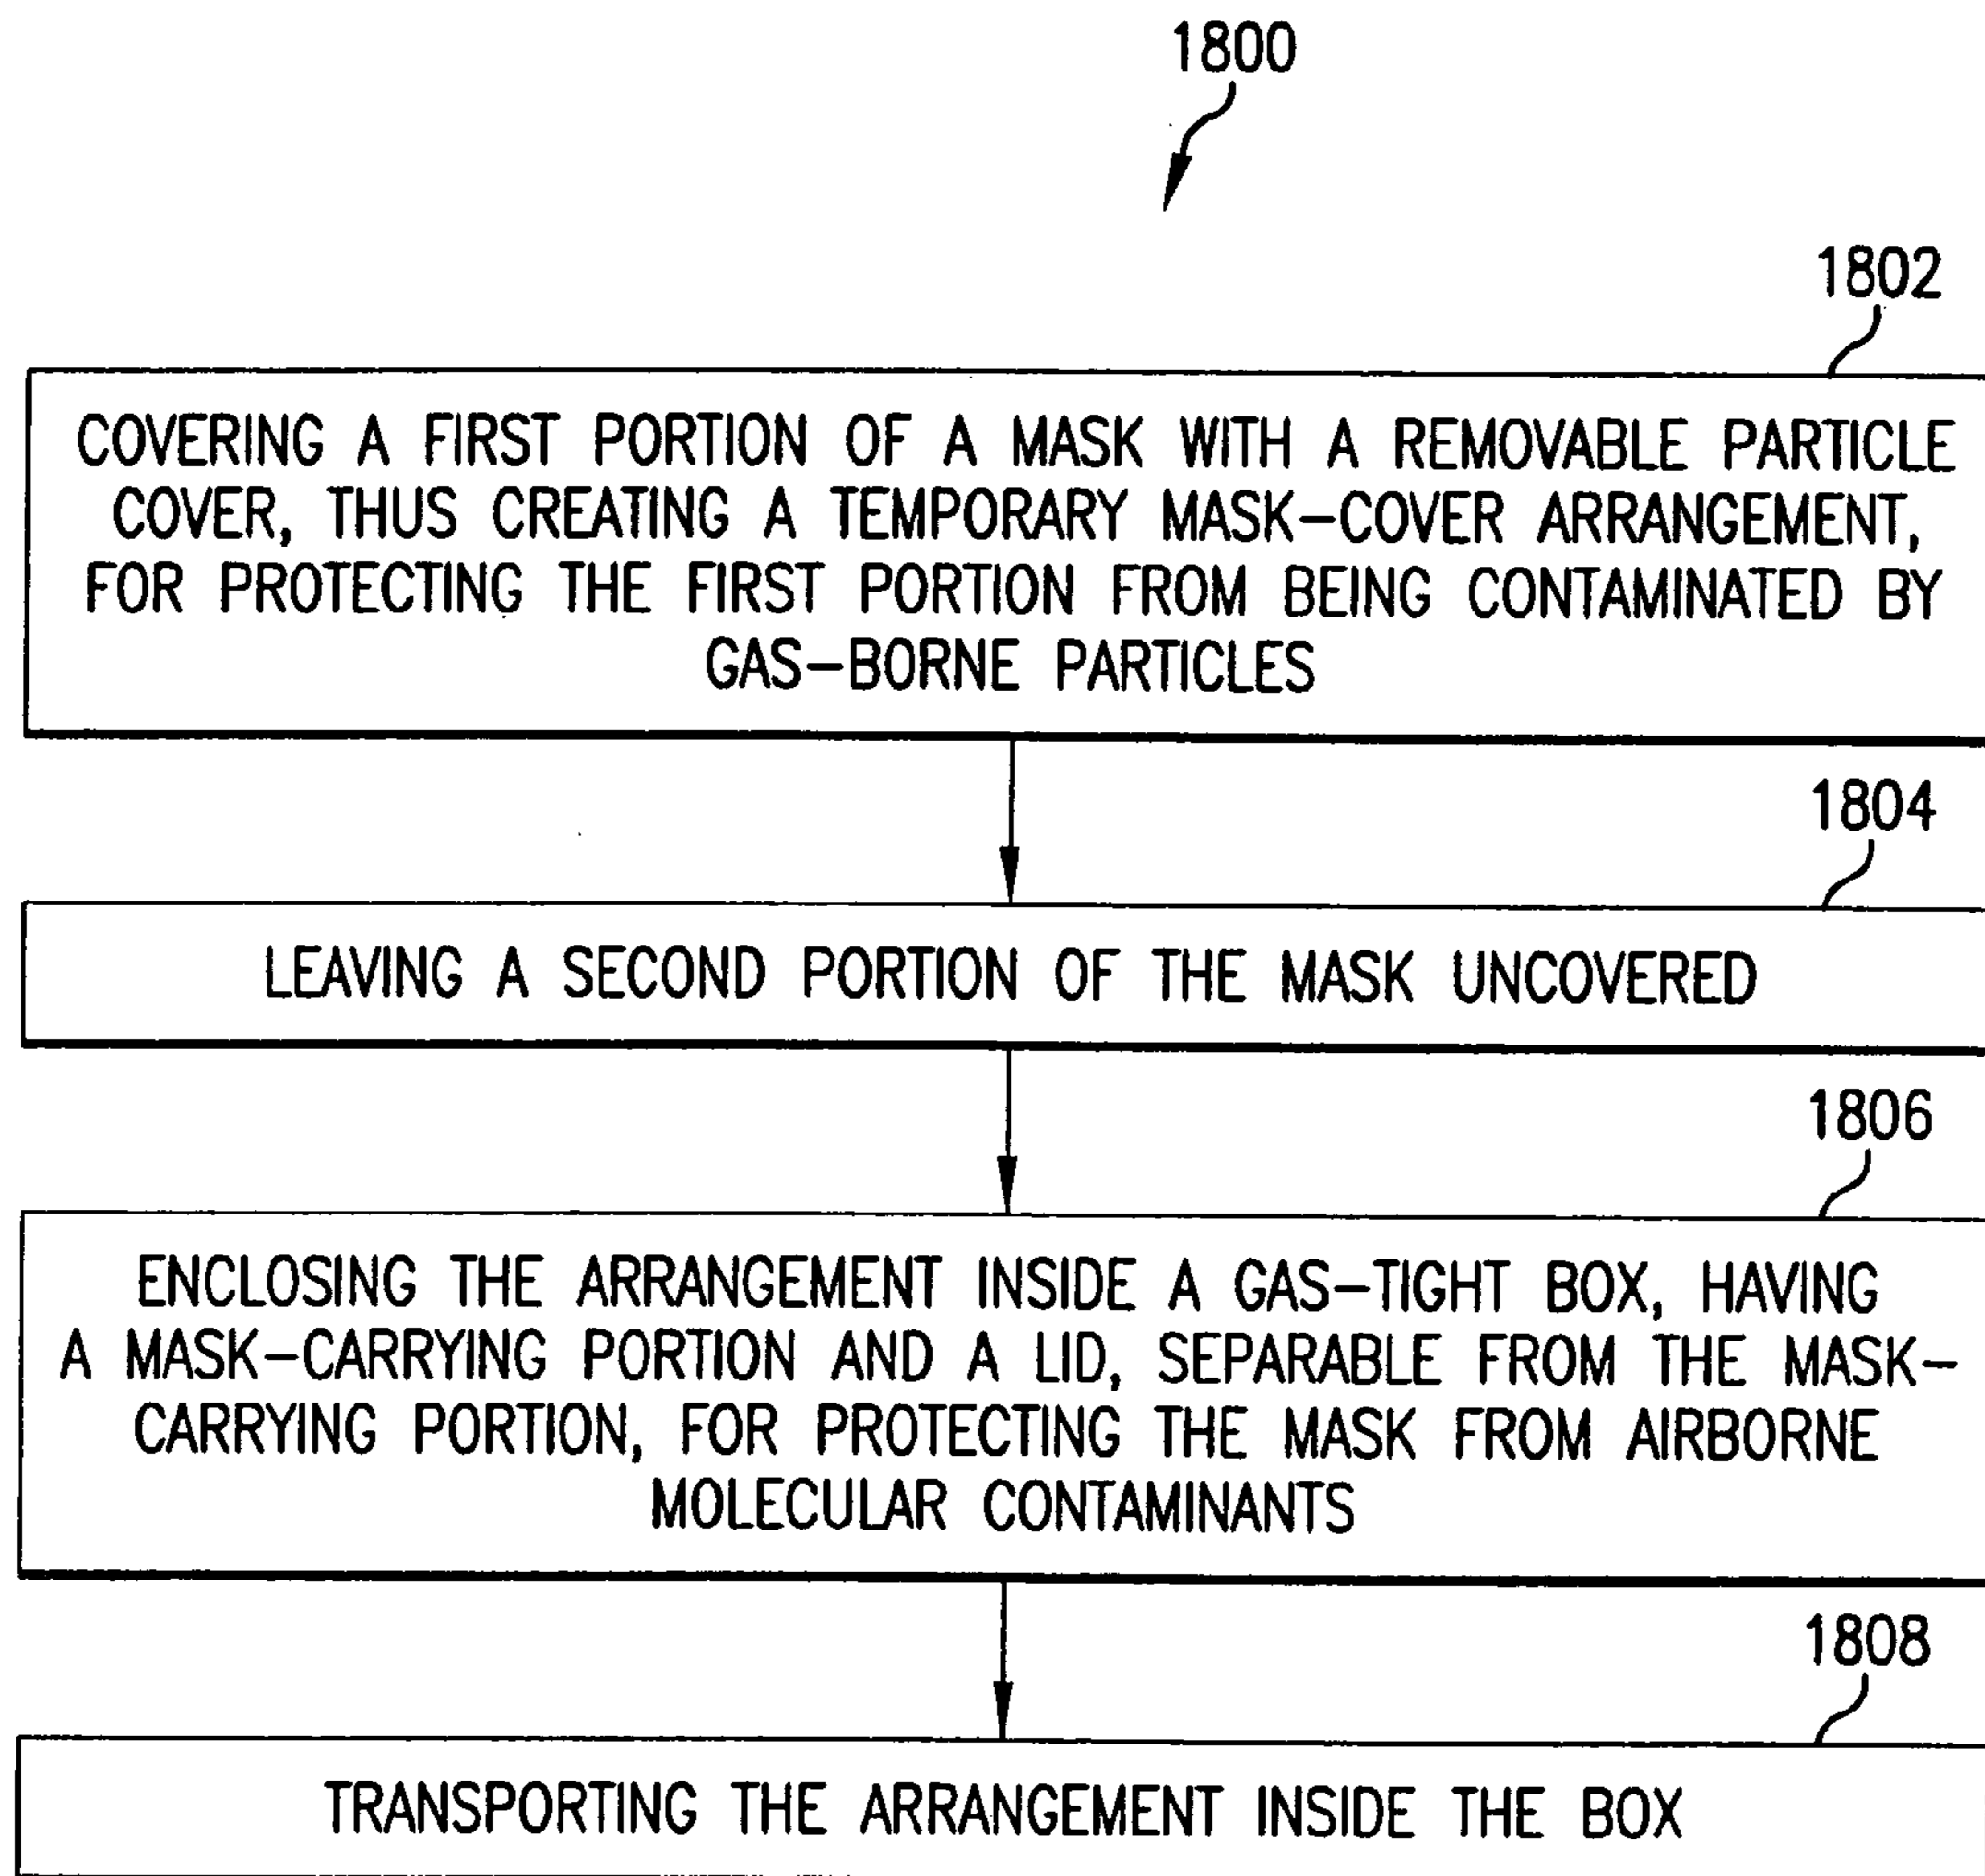 1800
1802
COVERING A FIRST PORTION OF A MASK WITH A REMOVABLE PARTICLE
COVER, THUS CREATING A TEMPORARY MASK–COVER ARRANGEMENT,
FOR PROTECTING THE FIRST PORTION FROM BEING CONTAMINATED BY
GAS–BORNE PARTICLES
1804
LEAVING A SECOND PORTION OF THE MASK UNCOVERED
1806
ENCLOSING THE ARRANGEMENT INSIDE A GAS–TIGHT BOX, HAVING
A MASK–CARRYING PORTION AND A LID, SEPARABLE FROM THE MASK–
CARRYING PORTION, FOR PROTECTING THE MASK FROM AIRBORNE
MOLECULAR CONTAMINANTS
1808
TRANSPORTING THE ARRANGEMENT INSIDE THE BOX